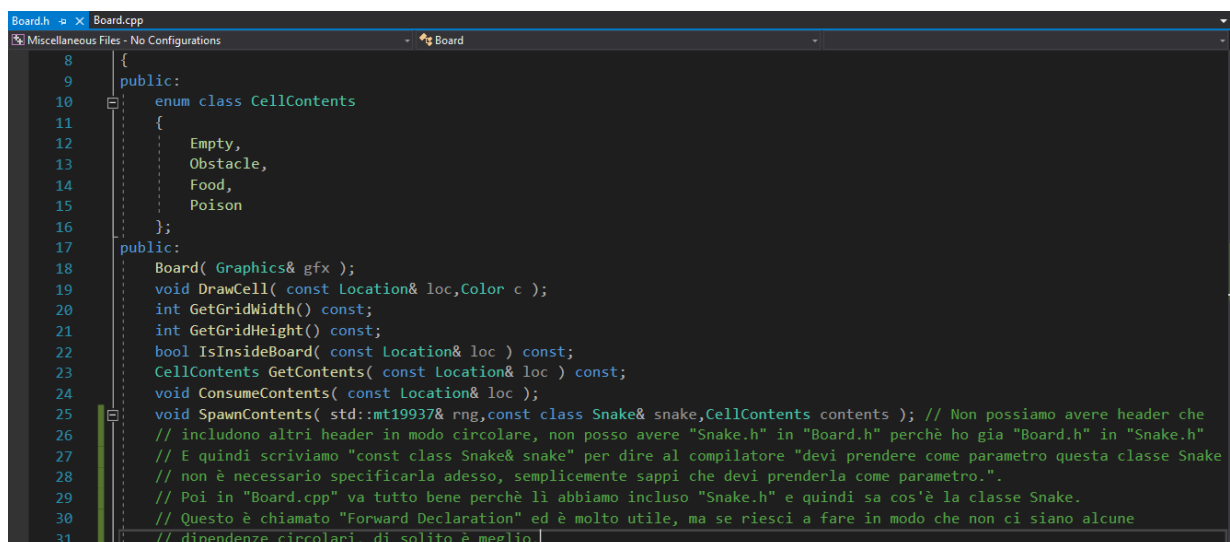 Board.h Board.cpp
Miscellaneous Files - No Configurations Board
8 {
9 public:
10 enum class CellContents
11 {
12 Empty,
13 Obstacle,
14 Food,
15 Poison
16 };
17 public:
18 Board( Graphics& gfx );
19 void DrawCell( const Location& loc,Color c );
20 int GetGridWidth() const;
21 int GetGridHeight() const;
22 bool IsInsideBoard( const Location& loc ) const;
23 CellContents GetContents( const Location& loc ) const;
24 void ConsumeContents( const Location& loc );
25 void SpawnContents( std::mt19937& rng,const class Snake& snake,CellContents contents ); // Non possiamo avere header che
26 // includono altri header in modo circolare, non posso avere "Snake.h" in "Board.h" perchè ho gia "Board.h" in "Snake.h"
27 // E quindi scriviamo "const class Snake& snake" per dire al compilatore "devi prendere come parametro questa classe Snake
28 // non è necessario specificarla adesso, semplicemente sappi che devi prenderla come parametro.".
29 // Poi in "Board.cpp" va tutto bene perchè lì abbiamo incluso "Snake.h" e quindi sa cos'è la classe Snake.
30 // Questo è chiamato "Forward Declaration" ed è molto utile, ma se riesci a fare in modo che non ci siano alcune
31 // dipendenze circolari, di solito è meglio.